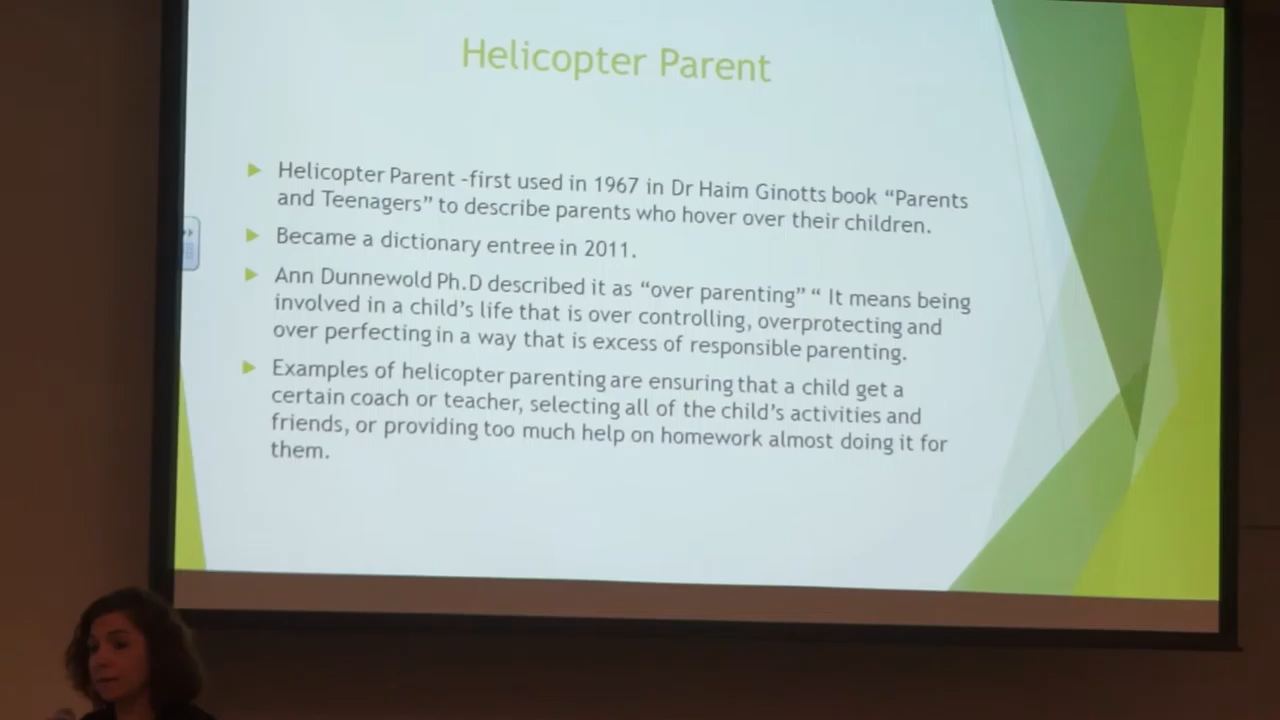 Helicopter Parent
Helicopter Parent -first used in 1967 in Dr Haim Ginotts book “Parents
and Teenagers” to describe parents who hover over their children.
Became a dictionary entree in 2011.
Ann Dunnewold Ph.D described it as “over parenting” “ It means being
involved in a child’s life that is over controlling, overprotecting and
over perfecting in a way that is excess of responsible parenting.
Examples of helicopter parenting are ensuring that a child get a
certain coach or teacher, selecting all of the child’s activities and
friends, or providing too much help on homework almost doing it for
them.